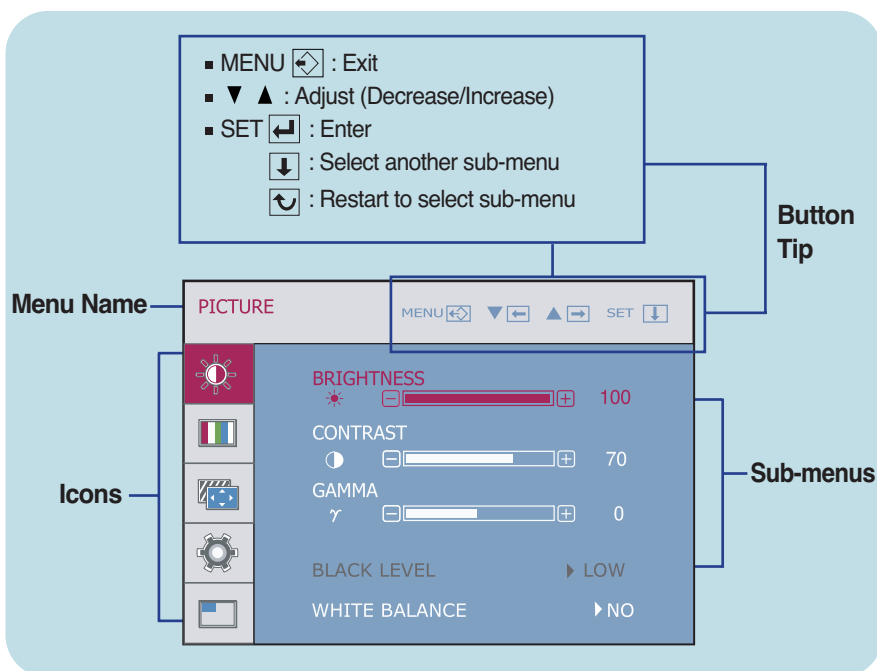 MENU : Exit
▼ ▲ : Adjust (Decrease/Increase)
SET : Enter
: Select another sub-menu
: Restart to select sub-menu
Button
Tip
Menu Name
PICTURE
MENU ▼ ▲ SET
BRIGHTNESS
100
CONTRAST
70
GAMMA
γ 0
Sub-menus
Icons
BLACK LEVEL LOW
WHITE BALANCE NO